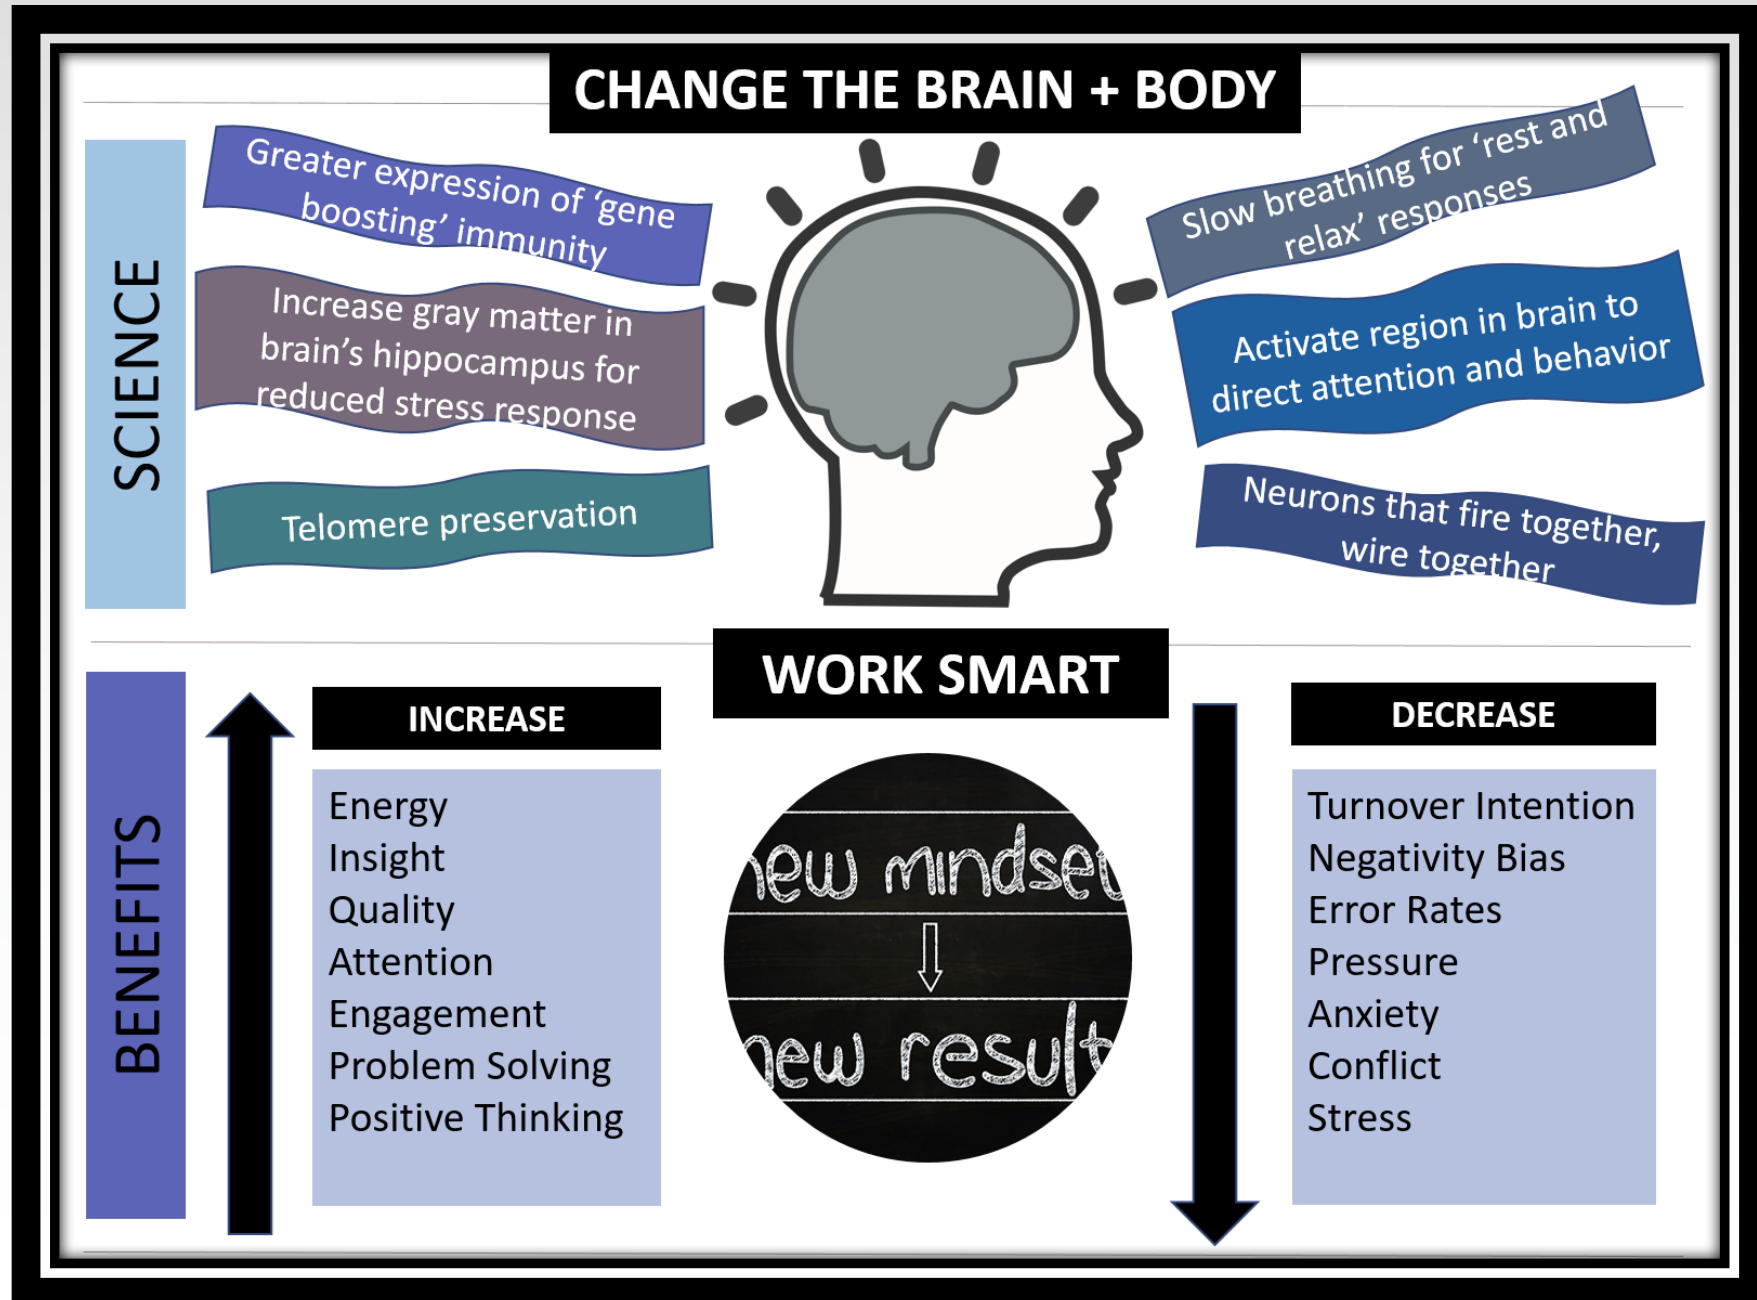 CHANGE THE BRAIN + BODY
SCIENCE
Greater expression of ‘gene
boosting’ immunity
Increase gray matter in
brain’s hippocampus for
reduced stress response
Telomere preservation
Slow breathing for ‘rest and
relax’ responses
Activate region in brain to
direct attention and behavior
Neurons that fire together,
wire together
WORK SMART
BENEFITS
INCREASE
Energy
Insight
Quality
Attention
Engagement
Problem Solving
Positive Thinking
new mindset
new result
DECREASE
Turnover Intention
Negativity Bias
Error Rates
Pressure
Anxiety
Conflict
Stress